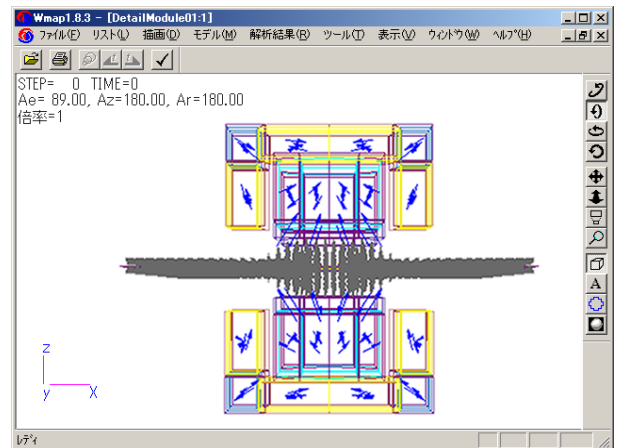 Wmap1.8.3 - [DetailModule01:1]
ファイル(F) リスト(L) 描画(D) モデル(M) 解析結果(R) ツール(T) 表示(V) ウィンドウ(W) ヘルプ(H)
STEP= 0 TIME=0
Ae= 89.00, Az=180.00, Ar=180.00
倍率=1
A
z
y x
レディ